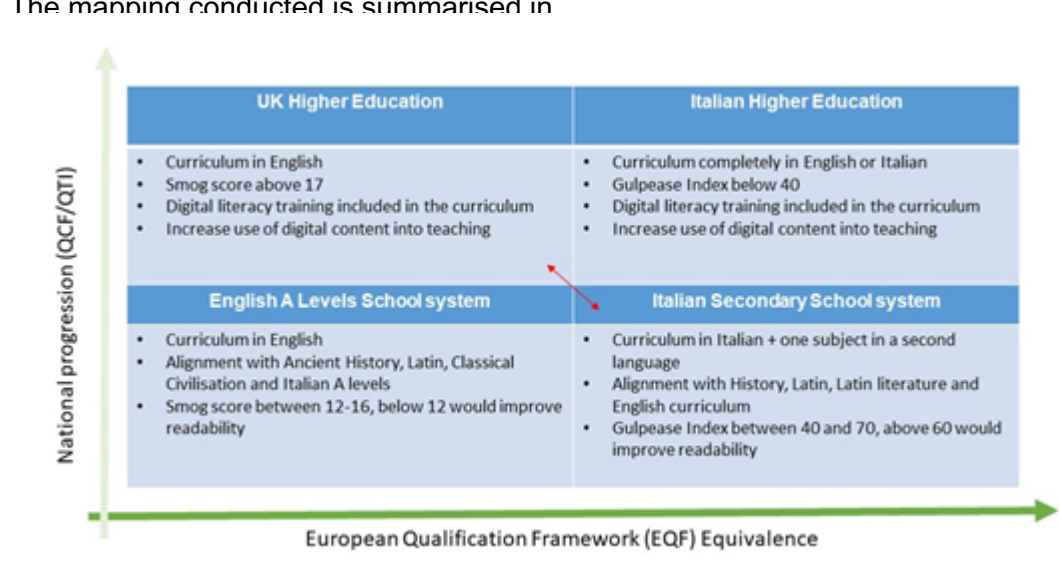 The mapping conducted is summarised in
National progression (QCF/QTI)
UK Higher Education
• Curriculum in English
• Smog score above 17
• Digital literacy training included in the curriculum
• Increase use of digital content into teaching
Italian Higher Education
• Curriculum completely in English or Italian
• Gulpease Index below 40
• Digital literacy training included in the curriculum
• Increase use of digital content into teaching
English A Levels School system
• Curriculum in English
• Alignment with Ancient History, Latin, Classical
Civilisation and Italian A levels
• Smog score between 12-16, below 12 would improve
readability
Italian Secondary School system
• Curriculum in Italian + one subject in a second
language
• Alignment with History, Latin, Latin literature and
English curriculum
• Gulpease Index between 40 and 70, above 60 would
improve readability
European Qualification Framework (EQF) Equivalence